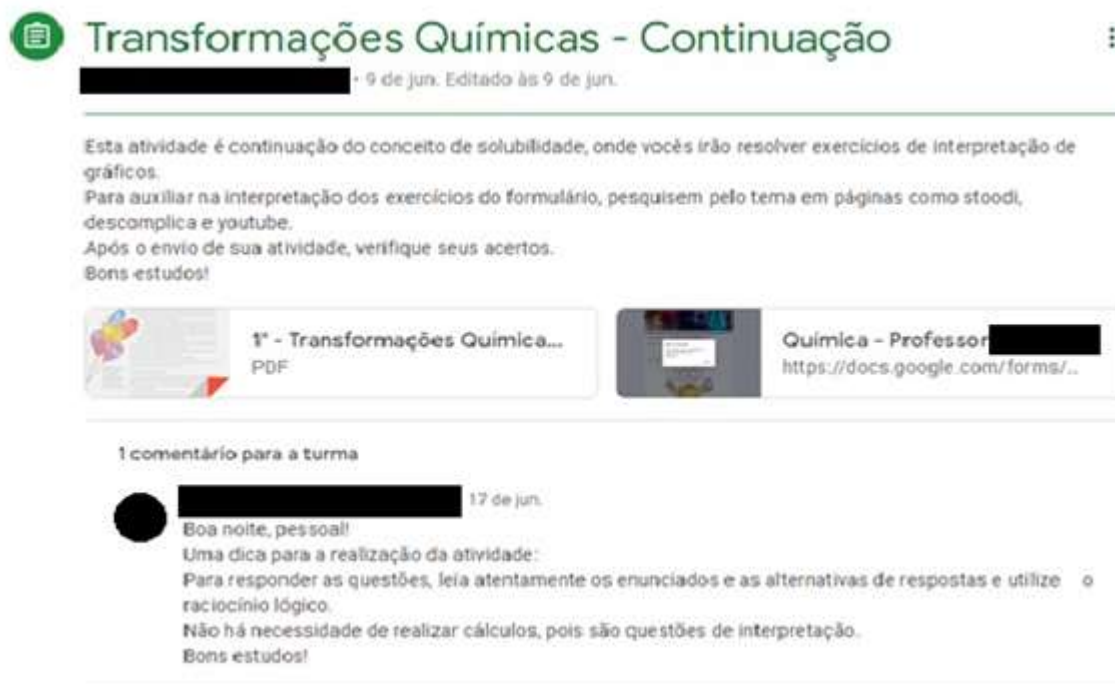 Transformações Químicas - Continuação
• 9 de jun. Editado às 9 de jun.
Esta atividade é continuação do conceito de solubilidade, onde vocês irão resolver exercícios de interpretação de
gráficos.
Para auxiliar na interpretação dos exercícios do formulário, pesquisem pelo tema em páginas como stoodi,
descomplica e youtube.
Após o envio de sua atividade, verifique seus acertos.
Bons estudos!
1° - Transformações Química...
PDF
Química - Professor
https://docs.google.com/forms/...
1 comentário para a turma
17 de jun.
Boa noite, pessoal!
Uma dica para a realização da atividade:
Para responder as questões, leia atentamente os enunciados e as alternativas de respostas e utilize o
raciocínio lógico.
Não há necessidade de realizar cálculos, pois são questões de interpretação.
Bons estudos!